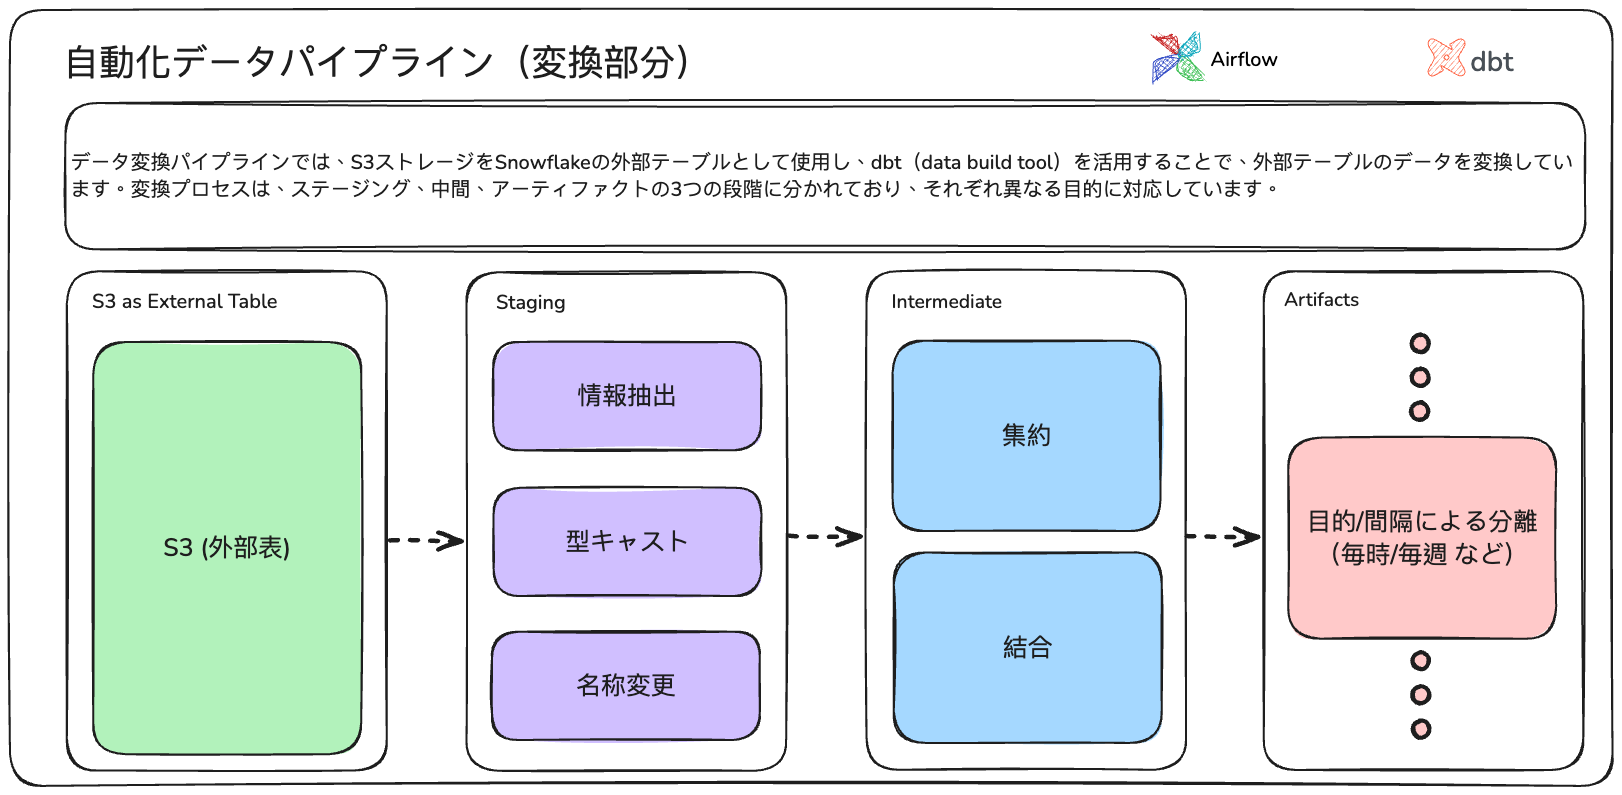 自動化データパイプライン（変換部分）
Airflow
dbt
データ変換パイプラインでは、S3ストレージをSnowflakeの外部テーブルとして使用し、dbt（data build tool）を活用することで、外部テーブルのデータを変換してい
ます。変換プロセスは、ステージング、中間、アーティファクトの3つの段階に分かれており、それぞれ異なる目的に対応しています。
S3 as External Table
S3 (外部表)
Staging
情報抽出
型キャスト
名称変更
Intermediate
集約
結合
Artifacts
目的/間隔による分離
（毎時/毎週 など）